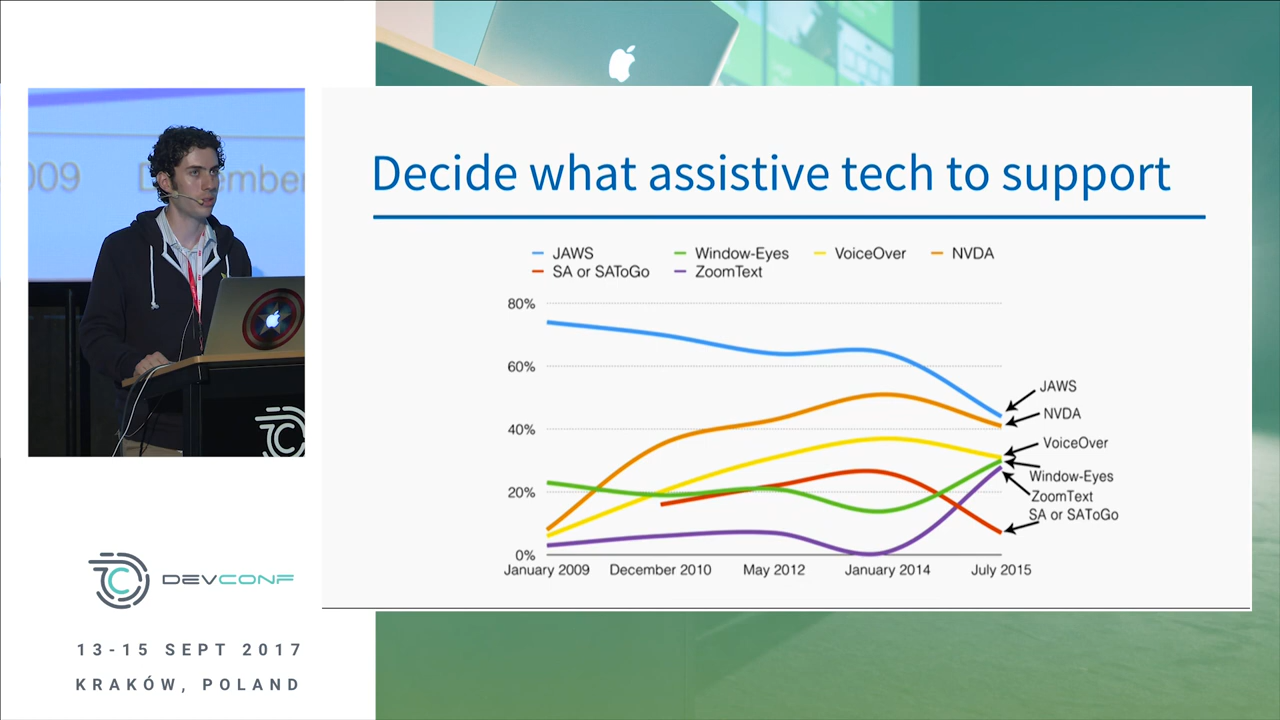 009 D ember
DEVCONF
13-15 SEPT 2017
KRAKÓW, POLAND
Decide what assistive tech to support
JAWS Window-Eyes VoiceOver NVDA
SA or SAToGo ZoomText
80%
60%
40%
20%
0%
January 2009 December 2010 May 2012 January 2014 July 2015
JAWS
NVDA
VoiceOver
Window-Eyes
ZoomText
SA or SAToGo